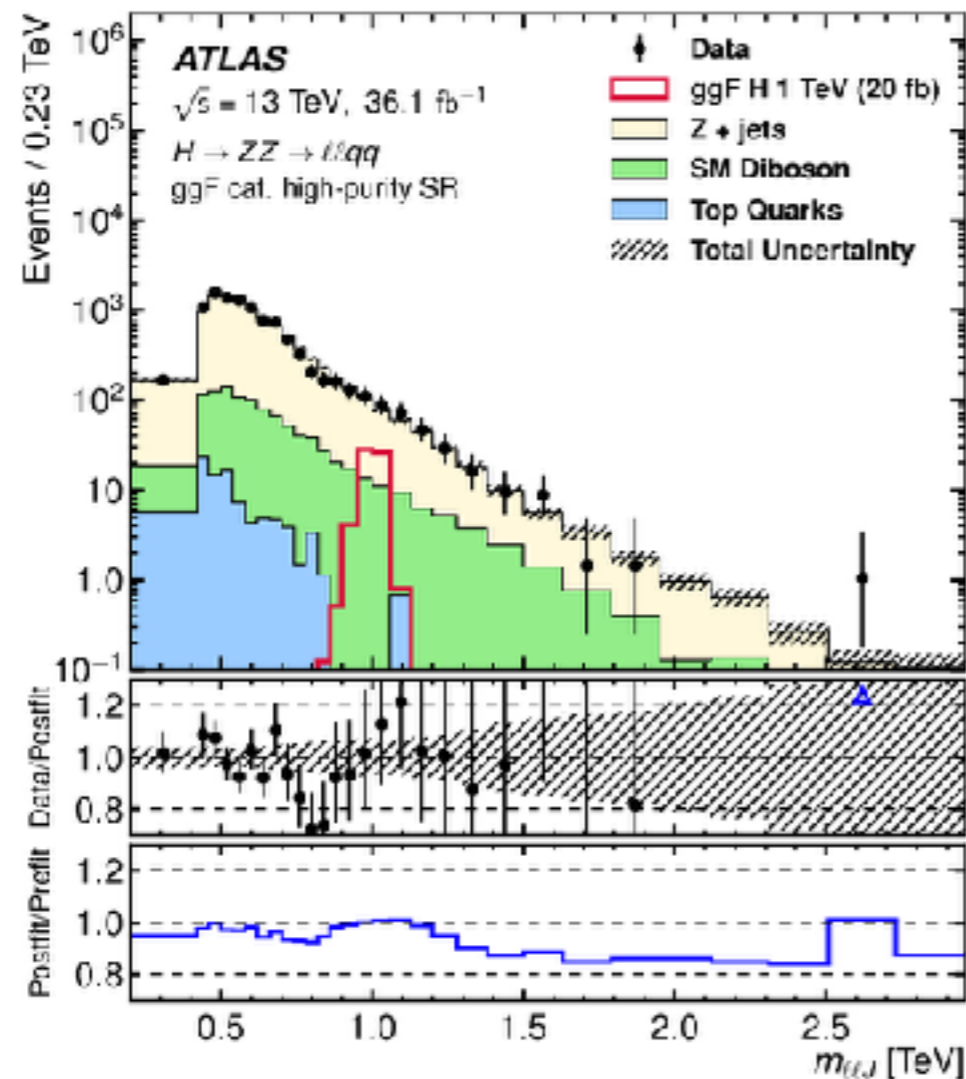 Events / 0.23 TeV
10⁶
10⁵
10⁴
10³
10²
10
1.0
10⁻¹
ATLAS
√s = 13 TeV, 36.1 fb⁻¹
H → ZZ → ℓℓqq
ggF cat. high-purity SR
Data
ggF H 1 TeV (20 fb)
Z + jets
SM Diboson
Top Quarks
Total Uncertainty
Data/Postfit
1.2
1.0
0.8
Postfit/Prefit
1.2
1.0
0.8
0.5 1.0 1.5 2.0 2.5
m_ℓℓJ [TeV]